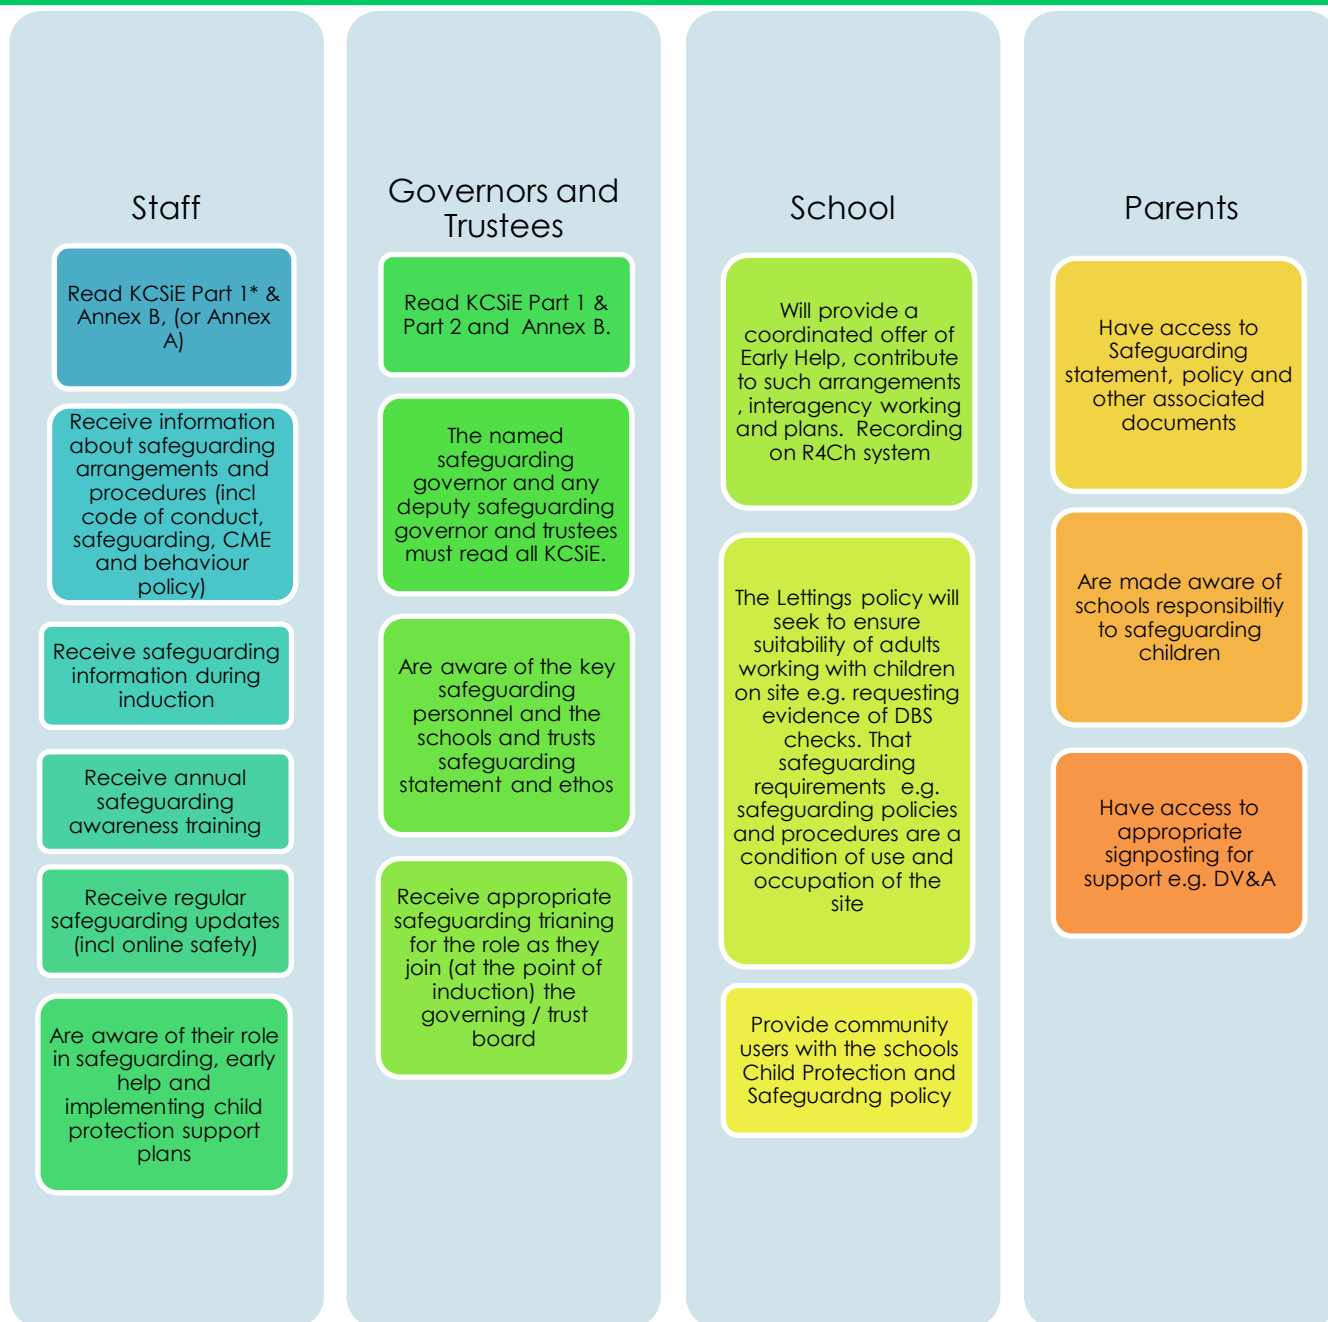 Staff
Read KCSiE Part 1* &
Annex B, (or Annex
A)
Receive information
about safeguarding
arrangements and
procedures (incl
code of conduct,
safeguarding, CME
and behaviour
policy)
Receive safeguarding
information during
induction
Receive annual
safeguarding
awareness training
Receive regular
safeguarding updates
(incl online safety)
Are aware of their role
in safeguarding, early
help and
implementing child
protection support
plans
Governors and
Trustees
Read KCSiE Part 1 &
Part 2 and Annex B.
The named
safeguarding
governor and any
deputy safeguarding
governor and trustees
must read all KCSiE.
Are aware of the key
safeguarding
personnel and the
schools and trusts
safeguarding
statement and ethos
Receive appropriate
safeguarding trianing
for the role as they
join (at the point of
induction) the
governing / trust
board
School
Will provide a
coordinated offer of
Early Help, contribute
to such arrangements
, interagency working
and plans. Recording
on R4Ch system
The Lettings policy will
seek to ensure
suitability of adults
working with children
on site e.g. requesting
evidence of DBS
checks. That
safeguarding
requirements e.g.
safeguarding policies
and procedures are a
condition of use and
occupation of the
site
Provide community
users with the schools
Child Protection and
Safeguardng policy
Parents
Have access to
Safeguarding
statement, policy and
other associated
documents
Are made aware of
schools responsibiltiy
to safeguarding
children
Have access to
appropriate
signposting for
support e.g. DV&A